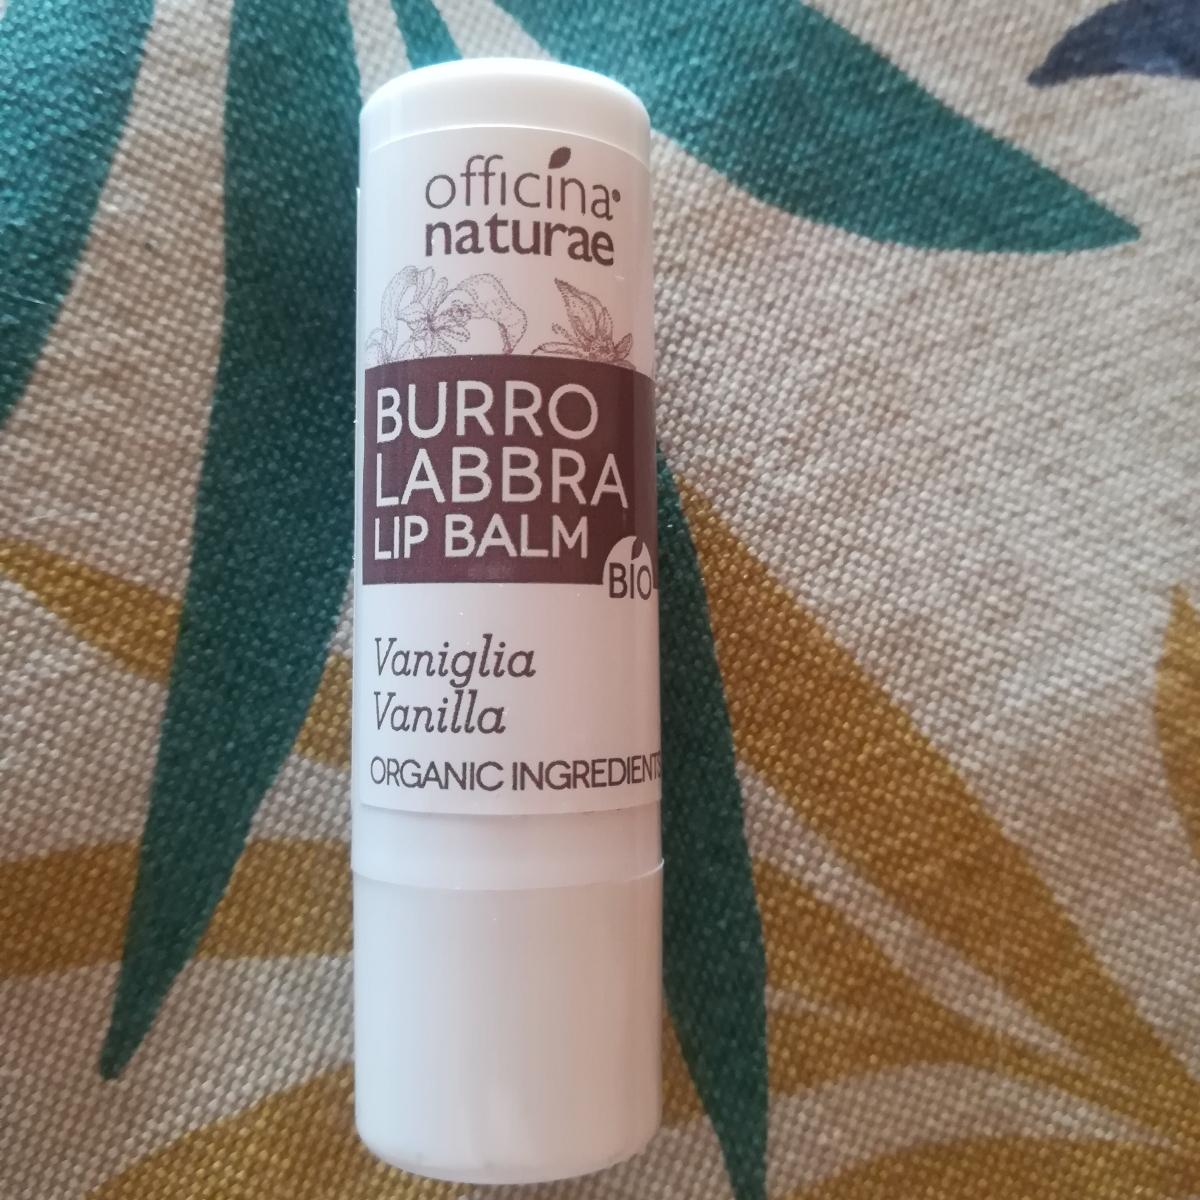 officina
naturae
BURRO
LABBRA
LIP BALM
BIO
Vaniglia
Vanilla
ORGANIC INGREDIENTS